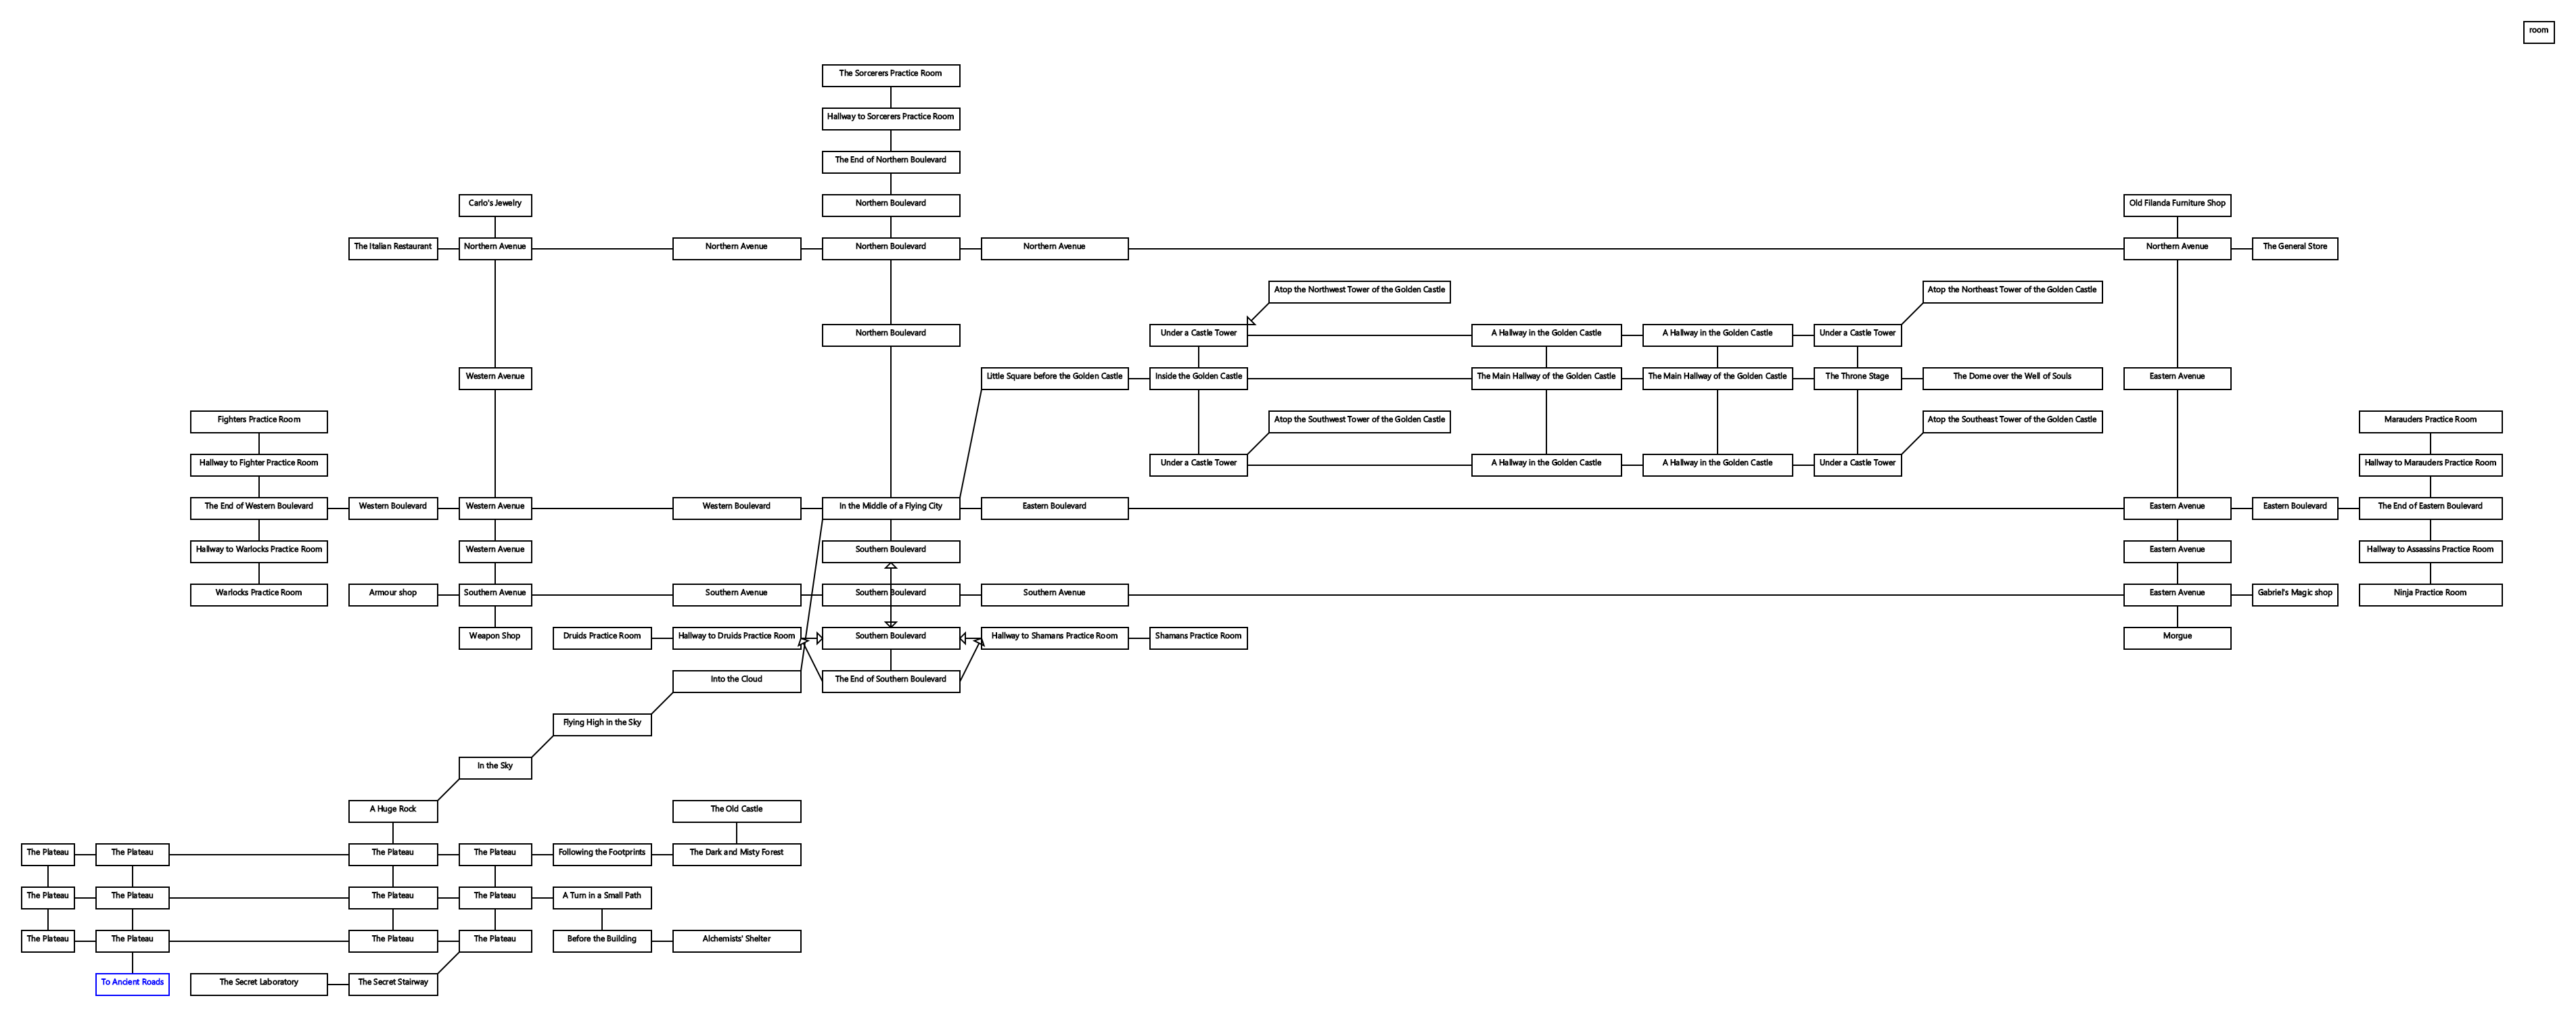 room
The Sorcerers Practice Room
Hallway to Sorcerers Practice Room
The End of Northern Boulevard
Carlo's Jewelry
Northern Boulevard
Old Filanda Furniture Shop
The Italian Restaurant
Northern Avenue
Northern Avenue
Northern Boulevard
Northern Avenue
Northern Avenue
The General Store
Atop the Northwest Tower of the Golden Castle
Atop the Northeast Tower of the Golden Castle
Northern Boulevard
Under a Castle Tower
A Hallway in the Golden Castle
A Hallway in the Golden Castle
Under a Castle Tower
Western Avenue
Little Square before the Golden Castle
Inside the Golden Castle
The Main Hallway of the Golden Castle
The Main Hallway of the Golden Castle
The Throne Stage
The Dome over the Well of Souls
Eastern Avenue
Fighters Practice Room
Atop the Southwest Tower of the Golden Castle
Atop the Southeast Tower of the Golden Castle
Marauders Practice Room
Hallway to Fighter Practice Room
Under a Castle Tower
A Hallway in the Golden Castle
A Hallway in the Golden Castle
Under a Castle Tower
Hallway to Marauders Practice Room
The End of Western Boulevard
Western Boulevard
Western Avenue
Western Boulevard
In the Middle of a Flying City
Eastern Boulevard
Eastern Avenue
Eastern Boulevard
The End of Eastern Boulevard
Hallway to Warlocks Practice Room
Western Avenue
Southern Boulevard
Eastern Avenue
Hallway to Assassins Practice Room
Warlocks Practice Room
Armour shop
Southern Avenue
Southern Avenue
Southern Boulevard
Southern Avenue
Eastern Avenue
Gabriel's Magic shop
Ninja Practice Room
Weapon Shop
Druids Practice Room
Hallway to Druids Practice Room
Southern Boulevard
Hallway to Shamans Practice Room
Shamans Practice Room
Morgue
Into the Cloud
The End of Southern Boulevard
Flying High in the Sky
In the Sky
A Huge Rock
The Old Castle
The Plateau
The Plateau
The Plateau
The Plateau
Following the Footprints
The Dark and Misty Forest
The Plateau
The Plateau
The Plateau
The Plateau
A Turn in a Small Path
The Plateau
The Plateau
The Plateau
The Plateau
Before the Building
Alchemists' Shelter
To Ancient Roads
The Secret Laboratory
The Secret Stairway